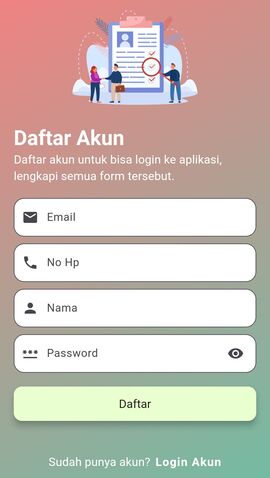 Daftar Akun
Daftar akun untuk bisa login ke aplikasi,
lengkapi semua form tersebut.
Email
No Hp
Nama
Password
Daftar
Sudah punya akun? Login Akun